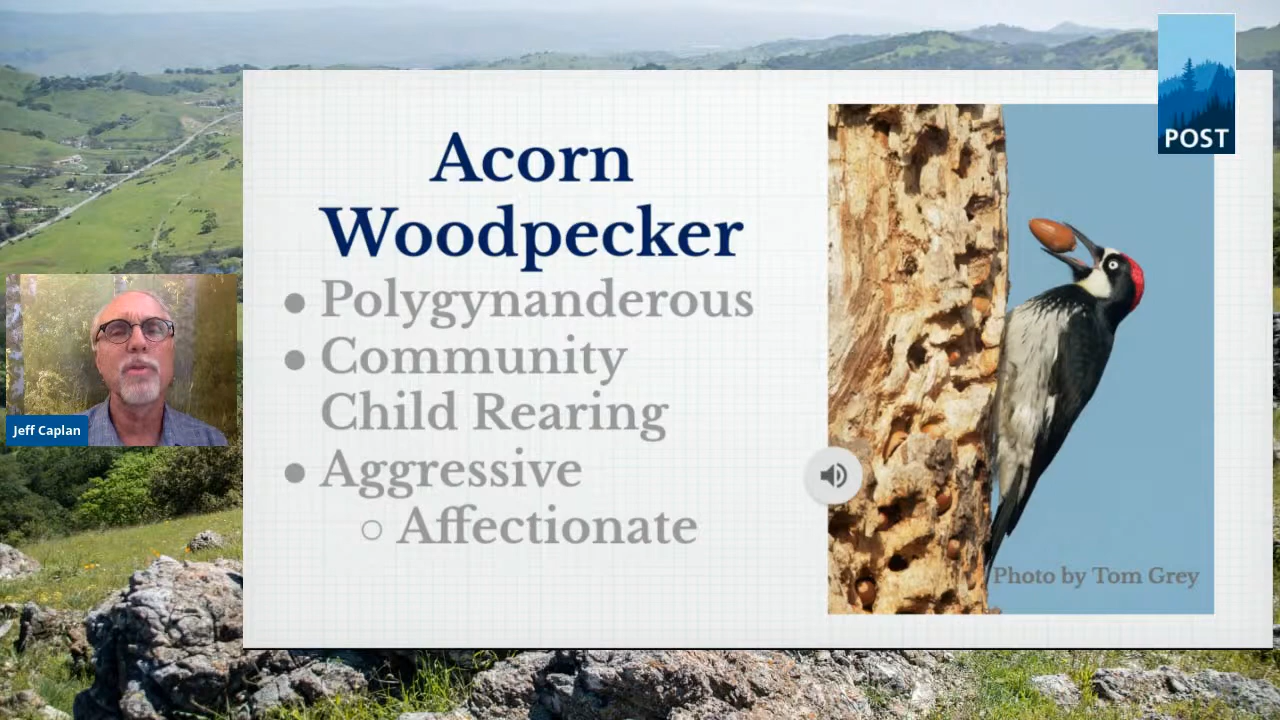 POST
Acorn
Woodpecker
● Polygynanderous
● Community
Child Rearing
● Aggressive
○ Affectionate
Photo by Tom Grey
Jeff Caplan